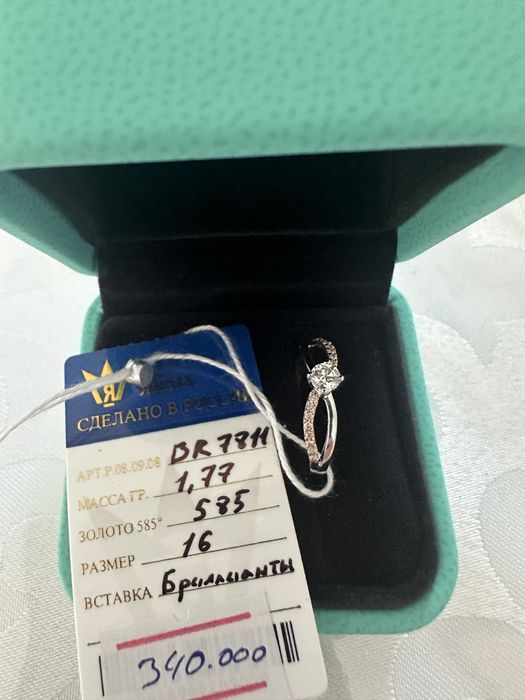 Я
СДЕЛАНО В РОССИИ
АРТ.Р.08.09.08 BR7811
МАССА ГР. 1,77
ЗОЛОТО 585° 585
РАЗМЕР 16
ВСТАВКА Бриллианты
340.000